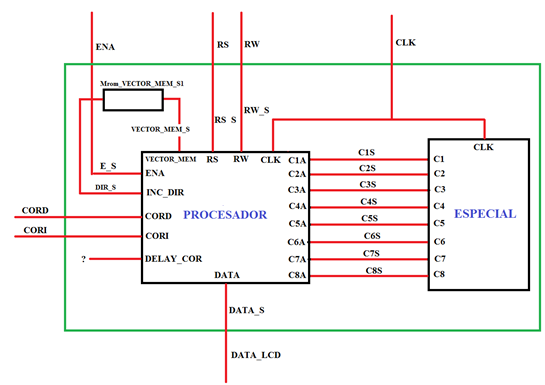 ENA
RS
RW
CLK
Mrom_VECTOR_MEM_S1
VECTOR_MEM_S
RS_S
RW_S
E_S
DIR_S
VECTOR_MEM
RS
RW
CLK
ENA
INC_DIR
CORD
CORD
PROCESADOR
CORI
CORI
?
DELAY_COR
DATA
C1A
C2A
C3A
C4A
C5A
C6A
C7A
C8A
C1S
C2S
C3S
C4S
C5S
C6S
C7S
C8S
CLK
C1
C2
C3
C4
C5
C6
C7
C8
ESPECIAL
DATA_S
DATA_LCD